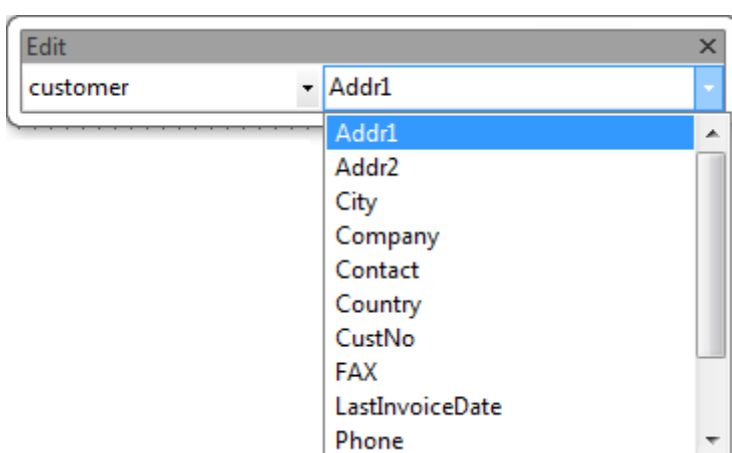 Edit
customer Addr1
Addr1
Addr2
City
Company
Contact
Country
CustNo
FAX
LastInvoiceDate
Phone